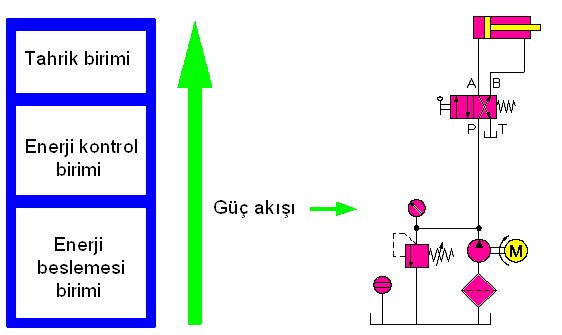 Tahrik birimi
Enerji kontrol
birimi
Enerji
beslemesi
birimi
Güç akışı
A B
P T
M